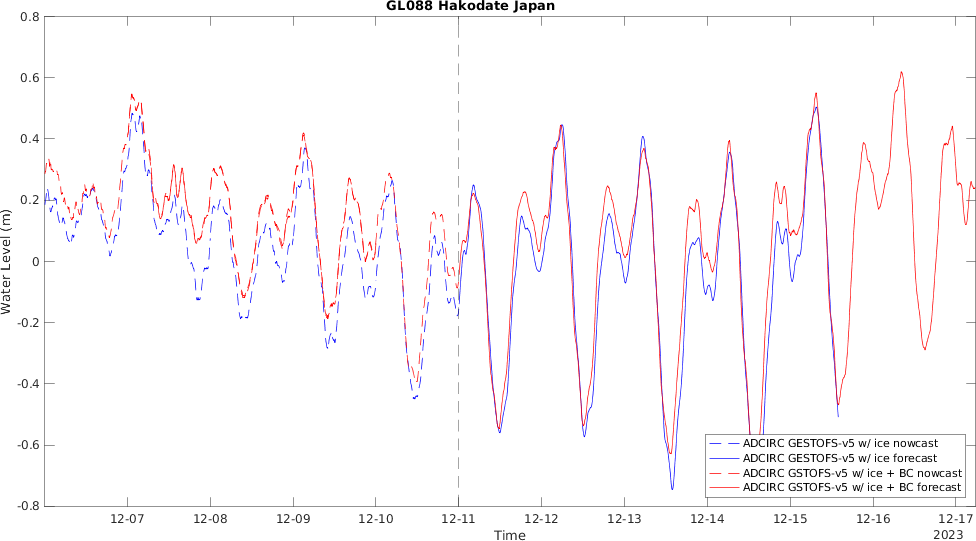 GL088 Hakodate Japan
0.8
0.6
0.4
0.2
0
-0.2
-0.4
-0.6
-0.8
Water Level (m)
ADCIRC GESTOFS-v5 w/ ice nowcast
ADCIRC GESTOFS-v5 w/ ice forecast
ADCIRC GSTOFS-v5 w/ ice + BC nowcast
ADCIRC GSTOFS-v5 w/ ice + BC forecast
12-07 12-08 12-09 12-10 12-11 12-12 12-13 12-14 12-15 12-16 12-17
Time
2023